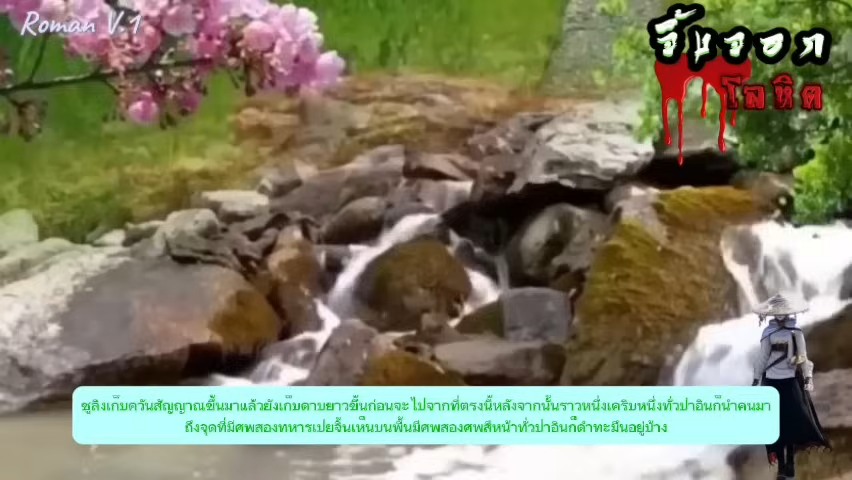 Roman V.1
จิ้นจอก
โลหิต
ซูลิงเก็บควันสัญญาณขึ้นมาแล้วยังเก็บดาบยาวขึ้นก่อนจะไปจากที่ตรงนี้หลังจากนั้นราวหนึ่งเคริบหนึ่งทั่วปาอินก็นำคนมา
ถึงจุดที่มีศพสองทหารเปยจิ้นเห็นบนพื้นมีศพสองศพสีหน้าทั่วปาอินก็ดำทะมึนอยู่บ้าง